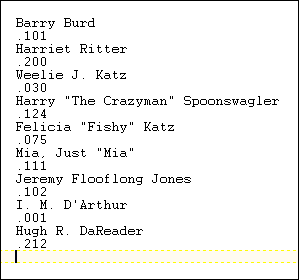 Barry Burd
.101
Harriet Ritter
.200
Weelie J. Katz
.030
Harry "The Crazyman" Spoonswagler
.124
Felicia "Fishy" Katz
.075
Mia, Just "Mia"
.111
Jeremy Flooflong Jones
.102
I. M. D'Arthur
.001
Hugh R. DaReader
.212